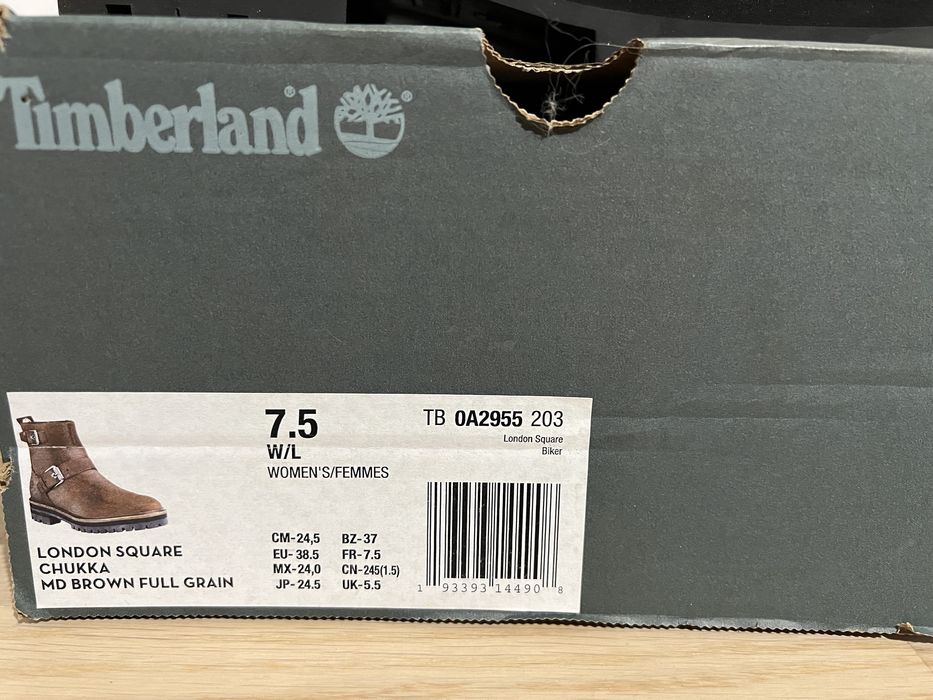 Timberland®
7.5
W/L
WOMEN'S/FEMMES
TB 0A2955 203
London Square
Biker
LONDON SQUARE
CHUKKA
MD BROWN FULL GRAIN
CM-24,5 BZ-37
EU- 38.5 FR-7.5
MX-24,0 CN-245(1.5)
JP-24.5 UK-5.5
1 93393 14490 8